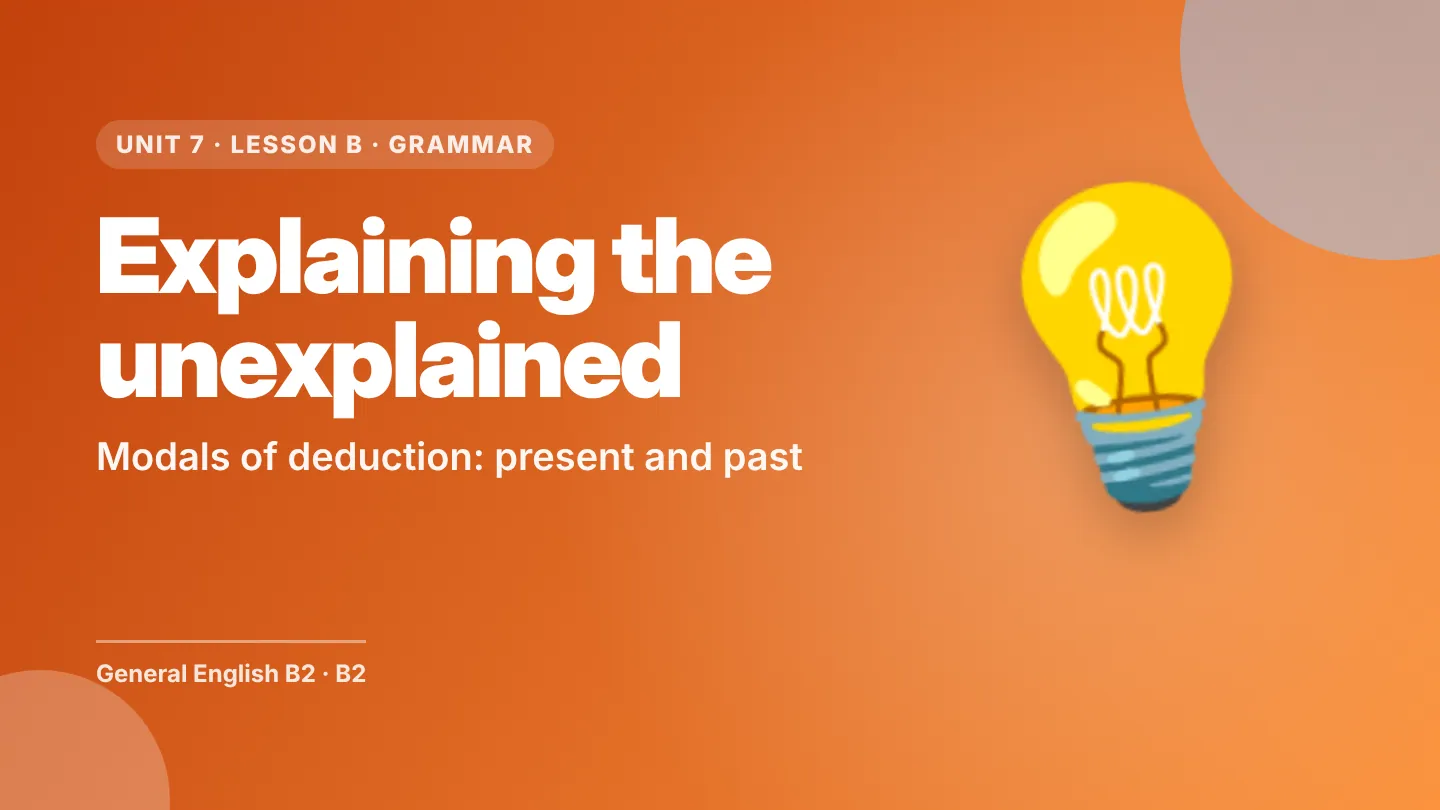 UNIT 7 · LESSON B · GRAMMAR
Explaining the
unexplained
Modals of deduction: present and past
General English B2 · B2